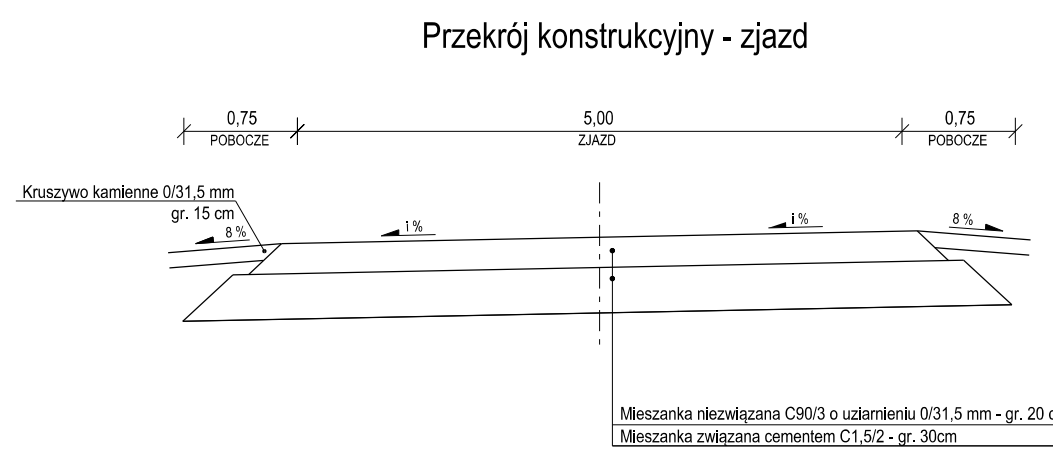 Przekrój konstrukcyjny - zjazd
0,75
5,00
0,75
POBOCZE
ZJAZD
POBOCZE
Kruszywo kamienne 0/31,5 mm
gr. 15 cm
8 %
i %
i %
8 %
Mieszanka niezwiązana C90/3 o uziarnieniu 0/31,5 mm - gr. 20 c
Mieszanka związana cementem C1,5/2 - gr. 30cm